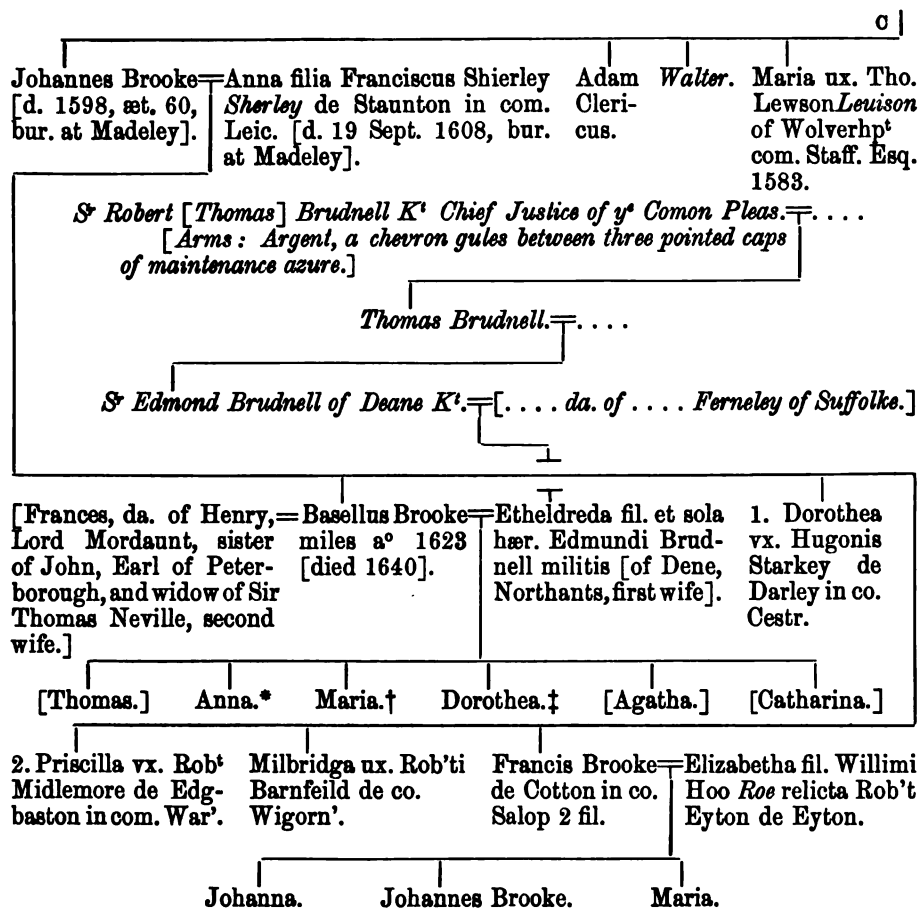 C
Johannes Brooke
[d. 1598, æt. 60,
bur. at Madeley].
Anna filia Franciscus Shierley
Sherley de Staunton in com.
Leic. [d. 19 Sept. 1608, bur.
at Madeley].
Adam
Cleri-
cus.
Walter.
Maria ux. Tho.
Lewson Leuison
of Wolverhpᵗ
com. Staff. Esq.
1583.
Sʳ Robert [Thomas] Brudnell Kᵗ Chief Justice of yᵉ Comon Pleas.=....
[Arms: Argent, a chevron gules between three pointed caps
of maintenance azure.]
Thomas Brudnell.=....
Sʳ Edmond Brudnell of Deane Kᵗ.=[.... da. of .... Ferneley of Suffolke.]
[Frances, da. of Henry,
Lord Mordaunt, sister
of John, Earl of Peter-
borough, and widow of Sir
Thomas Neville, second
wife.]
=Basellus Brooke=
miles aᵒ 1623
[died 1640].
Etheldreda fil. et sola
hær. Edmundi Brud-
nell militis [of Dene,
Northants, first wife].
1. Dorothea
vx. Hugonis
Starkey de
Darley in co.
Cestr.
[Thomas.] Anna.* Maria.† Dorothea.‡ [Agatha.] [Catharina.]
2. Priscilla vx. Robᵗ
Midlemore de Edg-
baston in com. War'.
Milbridga ux. Rob'ti
Barnfeild de co.
Wigorn'.
Francis Brooke=
de Cotton in co.
Salop 2 fil.
Elizabetha fil. Willimi
Hoo Roe relicta Rob't
Eyton de Eyton.
Johanna. Johannes Brooke. Maria.